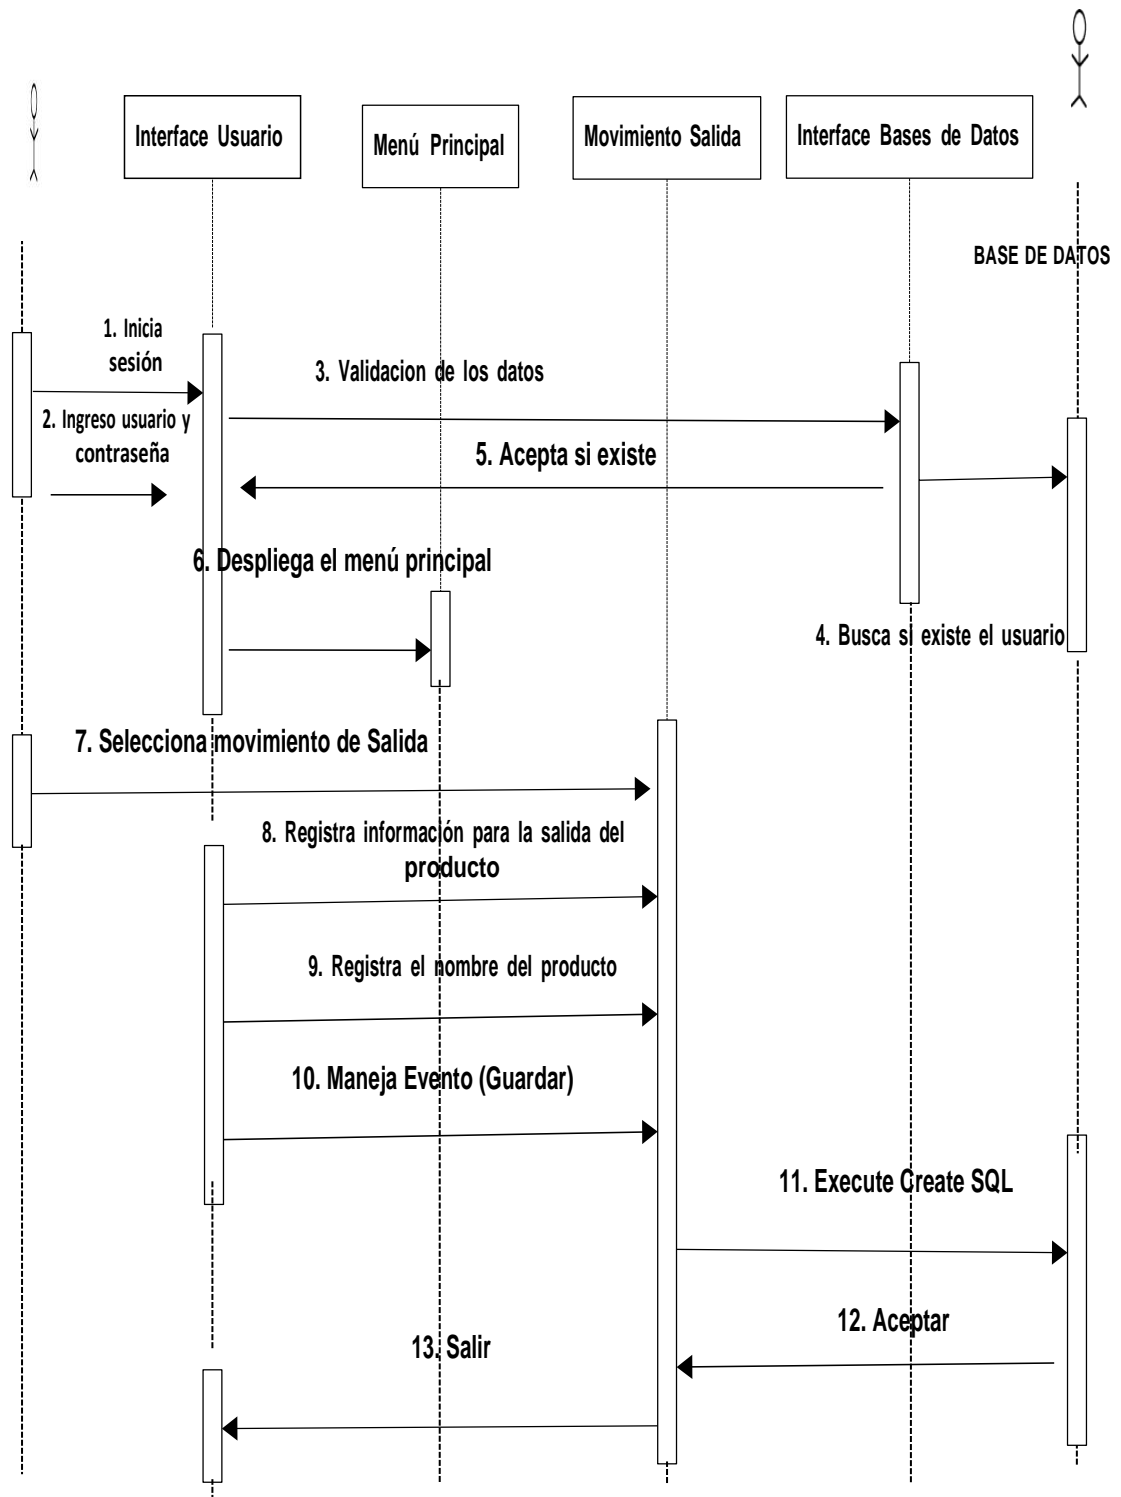 Interface Usuario
Menú Principal
Movimiento Salida
Interface Bases de Datos
BASE DE DATOS
1. Inicia
sesión
2. Ingreso usuario y
contraseña
3. Validacion de los datos
5. Acepta si existe
6. Despliega el menú principal
4. Busca si existe el usuario
7. Selecciona movimiento de Salida
8. Registra información para la salida del
producto
9. Registra el nombre del producto
10. Maneja Evento (Guardar)
11. Execute Create SQL
12. Aceptar
13. Salir